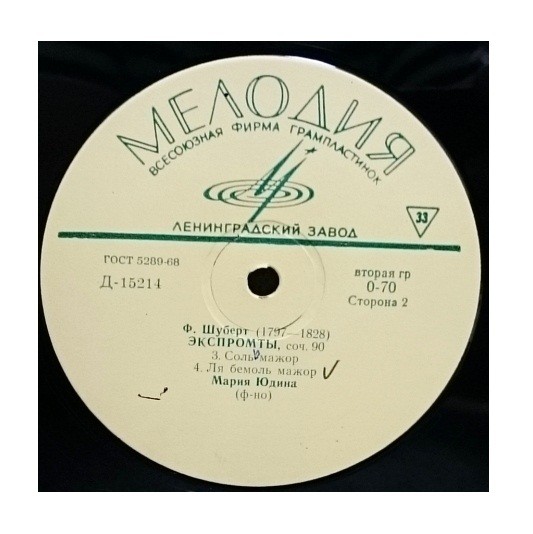 МЕЛОДИЯ
ВСЕСОЮЗНАЯ ФИРМА ГРАМПЛАСТИНОК
ЛЕНИНГРАДСКИЙ ЗАВОД
33
ГОСТ 5289-68
Д-15214
вторая гр
0-70
Сторона 2
Ф. Шуберт (1797—1828)
ЭКСПРОМТЫ, соч. 90
3. Соль мажор
4. Ля бемоль мажор
Мария Юдина
(ф-но)